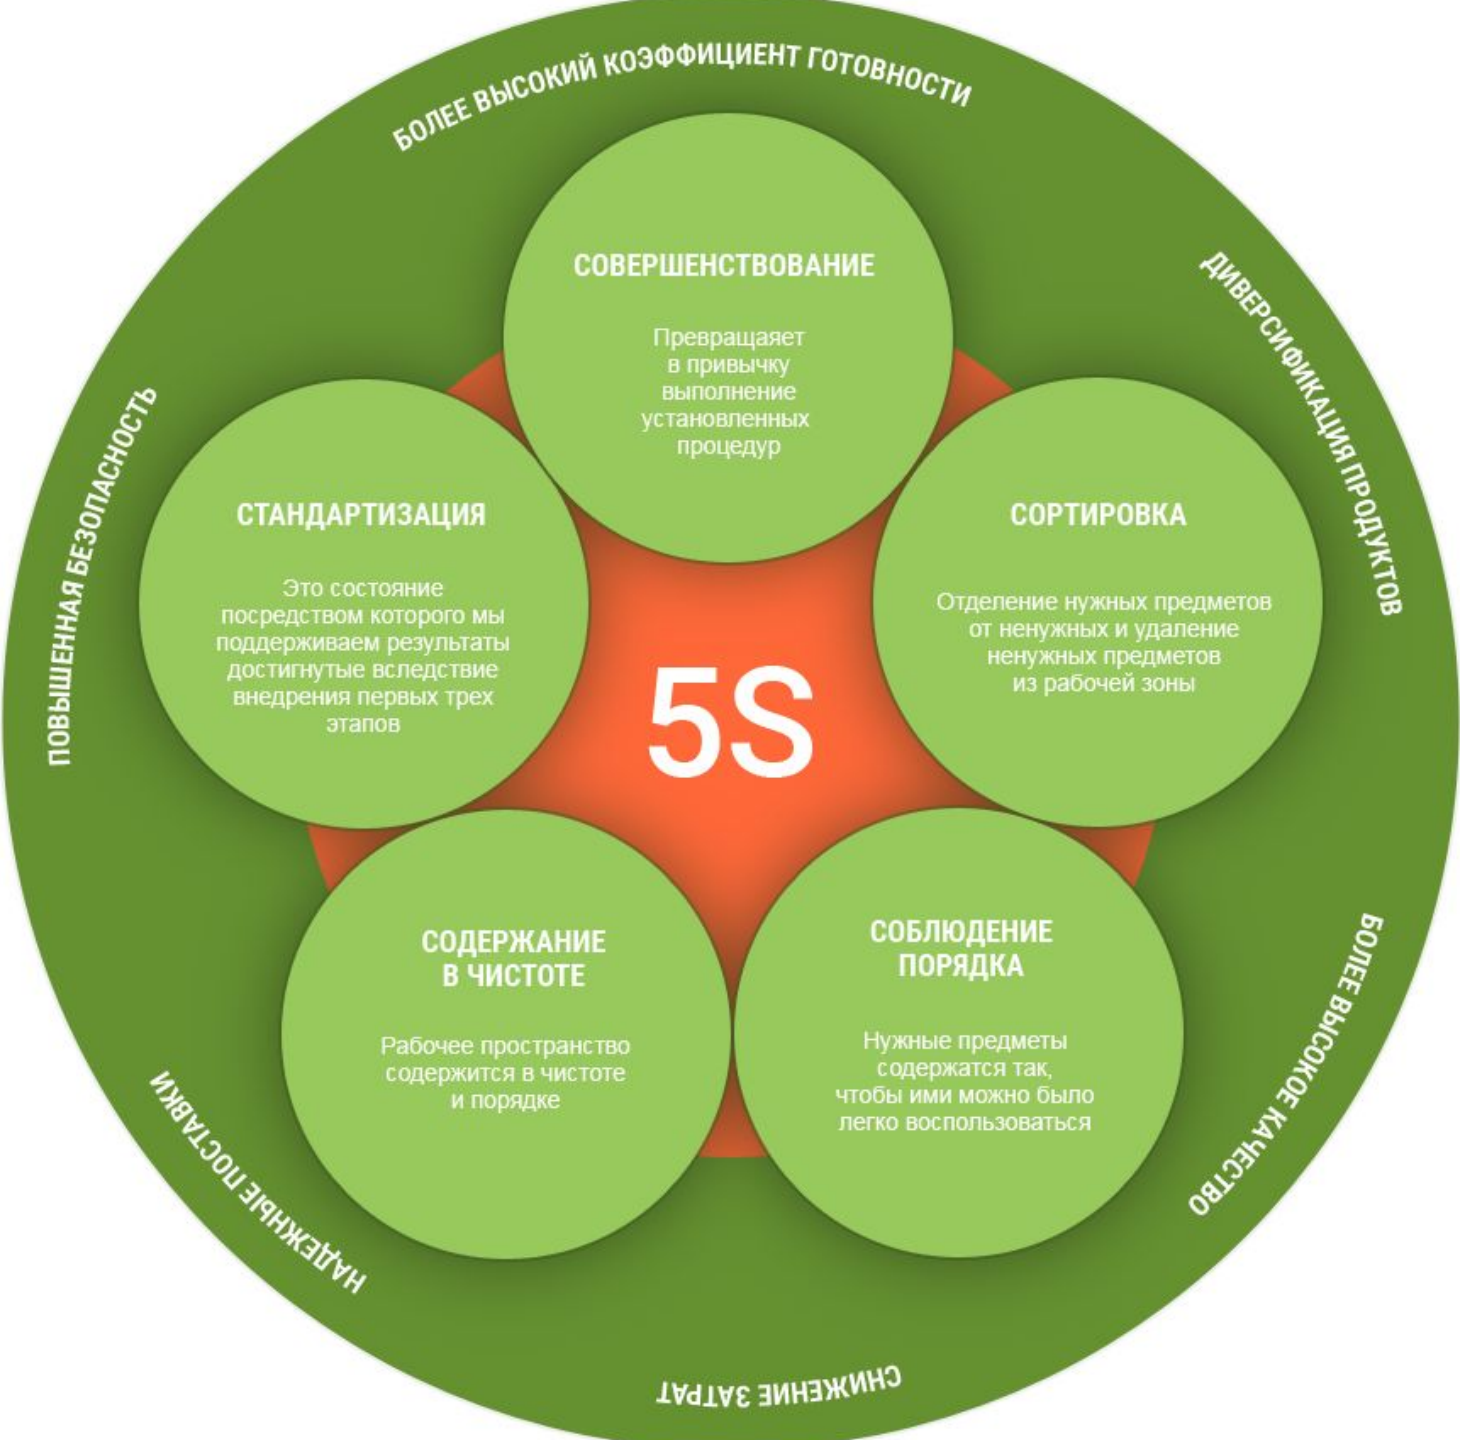 БОЛЕЕ ВЫСОКИЙ КОЭФФИЦИЕНТ ГОТОВНОСТИ
ДИВЕРСИФИКАЦИЯ ПРОДУКТОВ
БОЛЕЕ ВЫСОКОЕ КАЧЕСТВО
СНИЖЕНИЕ ЗАТРАТ
НАДЕЖНЫЕ ПОСТАВКИ
ПОВЫШЕННАЯ БЕЗОПАСНОСТЬ
СОВЕРШЕНСТВОВАНИЕ
Превращаяет
в привычку
выполнение
установленных
процедур
СОРТИРОВКА
Отделение нужных предметов
от ненужных и удаление
ненужных предметов
из рабочей зоны
СОБЛЮДЕНИЕ
ПОРЯДКА
Нужные предметы
содержатся так,
чтобы ими можно было
легко воспользоваться
СОДЕРЖАНИЕ
В ЧИСТОТЕ
Рабочее пространство
содержится в чистоте
и порядке
СТАНДАРТИЗАЦИЯ
Это состояние
посредством которого мы
поддерживаем результаты
достигнутые вследствие
внедрения первых трех
этапов
5S